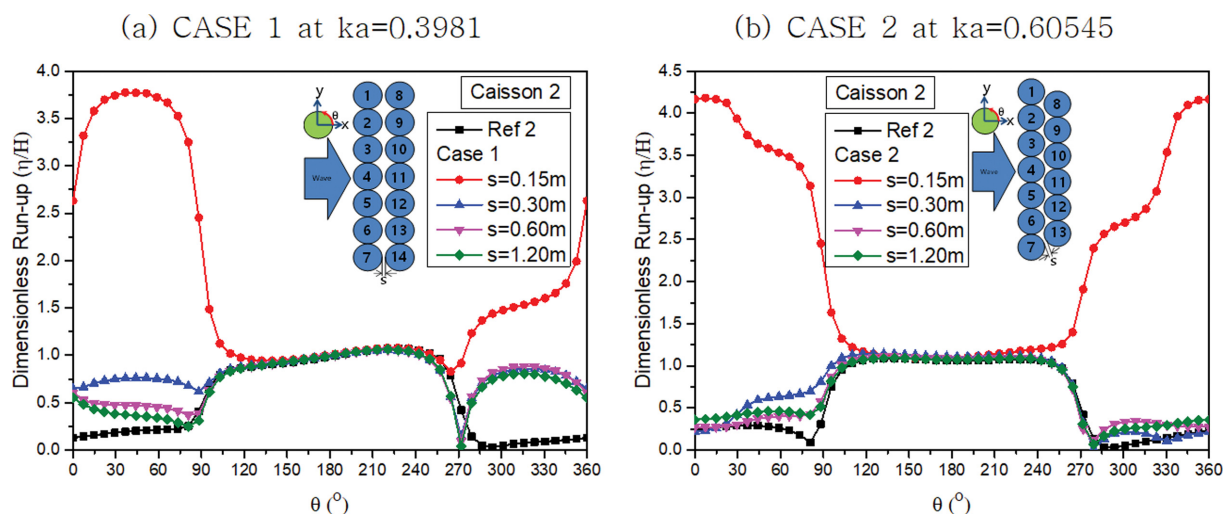 (a) CASE 1 at ka=0.3981
Dimensionless Run-up (η/H)
4.0
3.5
3.0
2.5
2.0
1.5
1.0
0.5
0.0
0 30 60 90 120 150 180 210 240 270 300 330 360
θ (°)
y
θ
x
Wave
1 8
2 9
3 10
4 11
5 12
6 13
7 14
s
Caisson 2
Ref 2
Case 1
s=0.15m
s=0.30m
s=0.60m
s=1.20m
(b) CASE 2 at ka=0.60545
Dimensionless Run-up (η/H)
4.5
4.0
3.5
3.0
2.5
2.0
1.5
1.0
0.5
0.0
0 30 60 90 120 150 180 210 240 270 300 330 360
θ (°)
Caisson 2
Ref 2
Case 2
s=0.15m
s=0.30m
s=0.60m
s=1.20m
y
θ
x
Wave
1
8
2
9
3
10
4
11
5
12
6
13
7
s